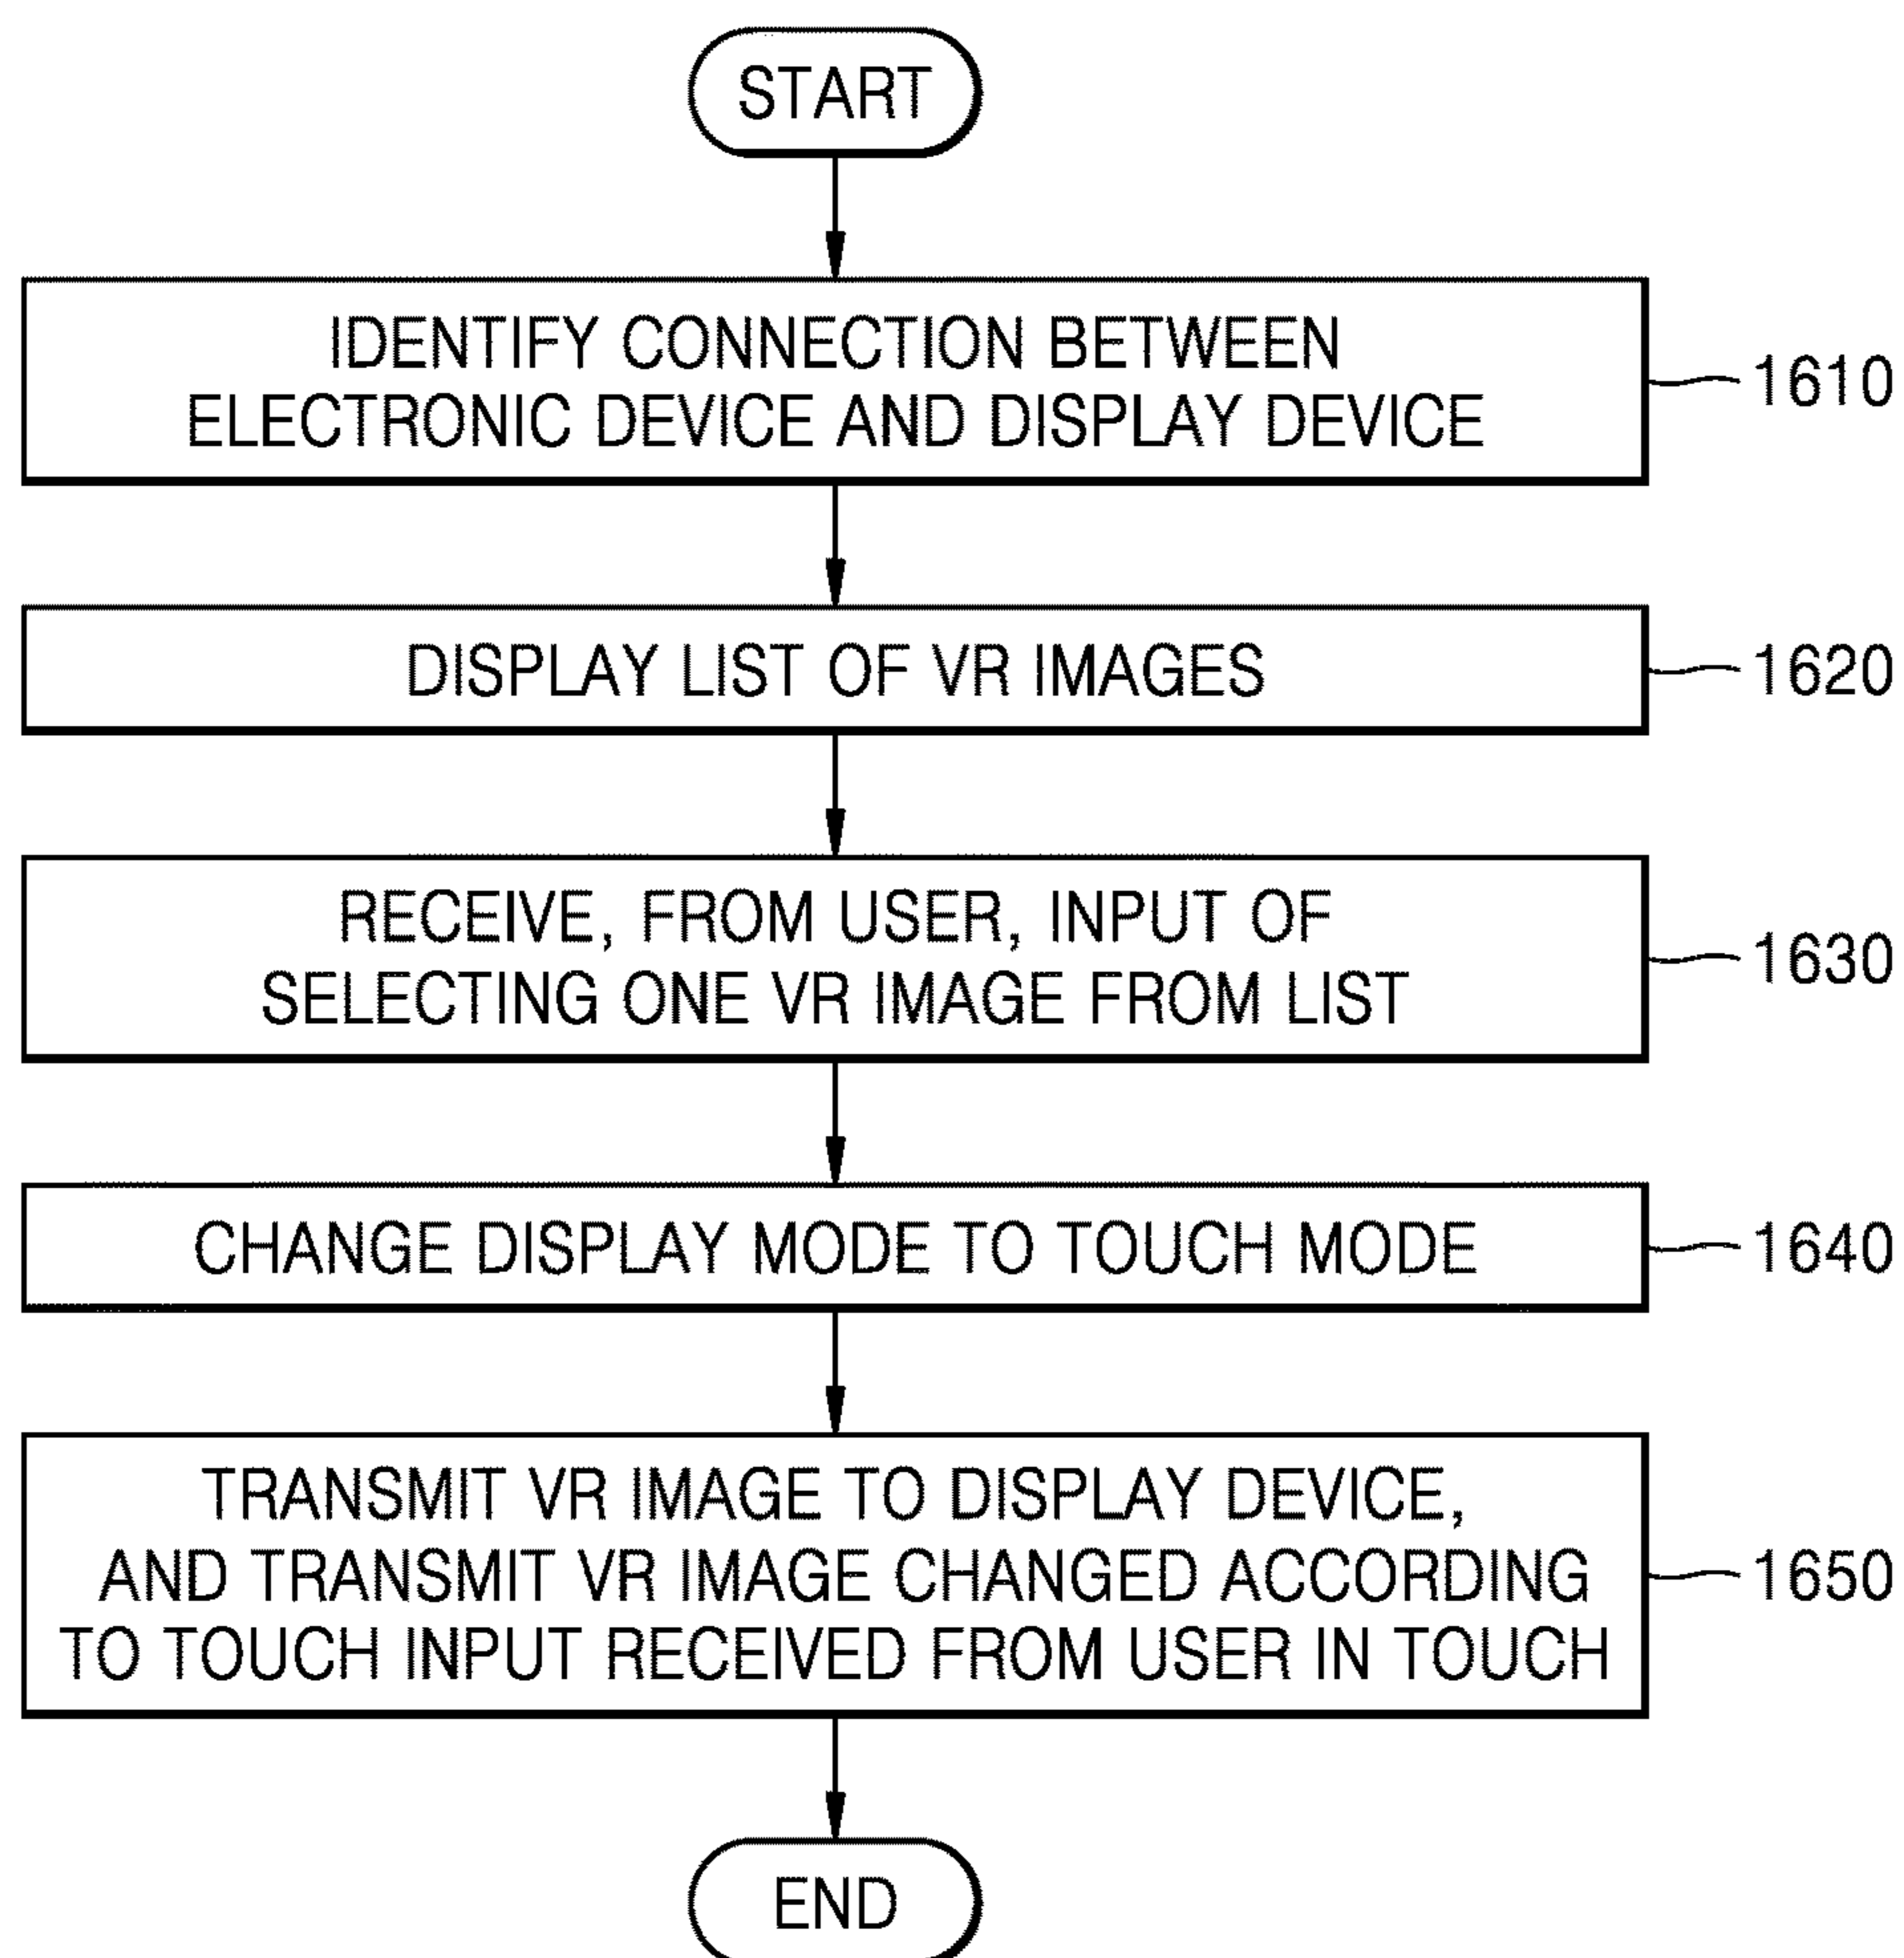 START
IDENTIFY CONNECTION BETWEEN
ELECTRONIC DEVICE AND DISPLAY DEVICE
1610
DISPLAY LIST OF VR IMAGES
1620
RECEIVE, FROM USER, INPUT OF
SELECTING ONE VR IMAGE FROM LIST
1630
CHANGE DISPLAY MODE TO TOUCH MODE
1640
TRANSMIT VR IMAGE TO DISPLAY DEVICE,
AND TRANSMIT VR IMAGE CHANGED ACCORDING
TO TOUCH INPUT RECEIVED FROM USER IN TOUCH
1650
END